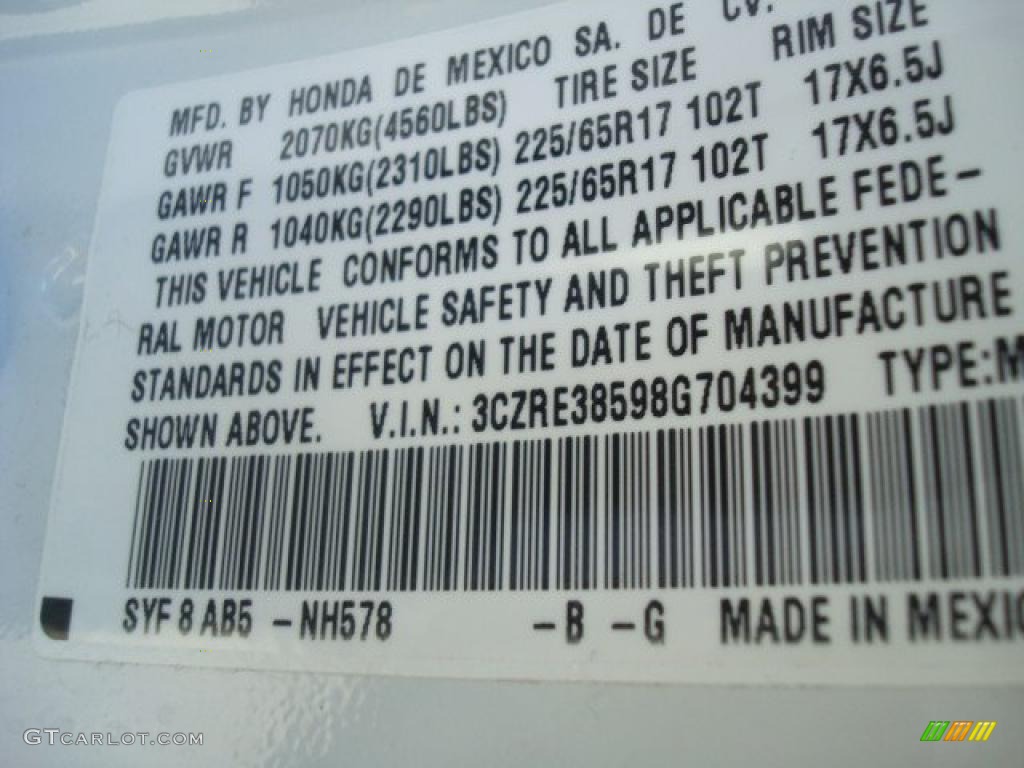 MFD. BY HONDA DE MEXICO SA. DE CV.
GVWR 2070KG(4560LBS) TIRE SIZE RIM SIZE
GAWR F 1050KG(2310LBS) 225/65R17 102T 17X6.5J
GAWR R 1040KG(2290LBS) 225/65R17 102T 17X6.5J
THIS VEHICLE CONFORMS TO ALL APPLICABLE FEDE-
RAL MOTOR VEHICLE SAFETY AND THEFT PREVENTION
STANDARDS IN EFFECT ON THE DATE OF MANUFACTURE
SHOWN ABOVE. V.I.N.: 3CZRE38598G704399 TYPE:M
SYF 8 AB5 -NH578 -B -G MADE IN MEXIC
GTCARLOT.COM